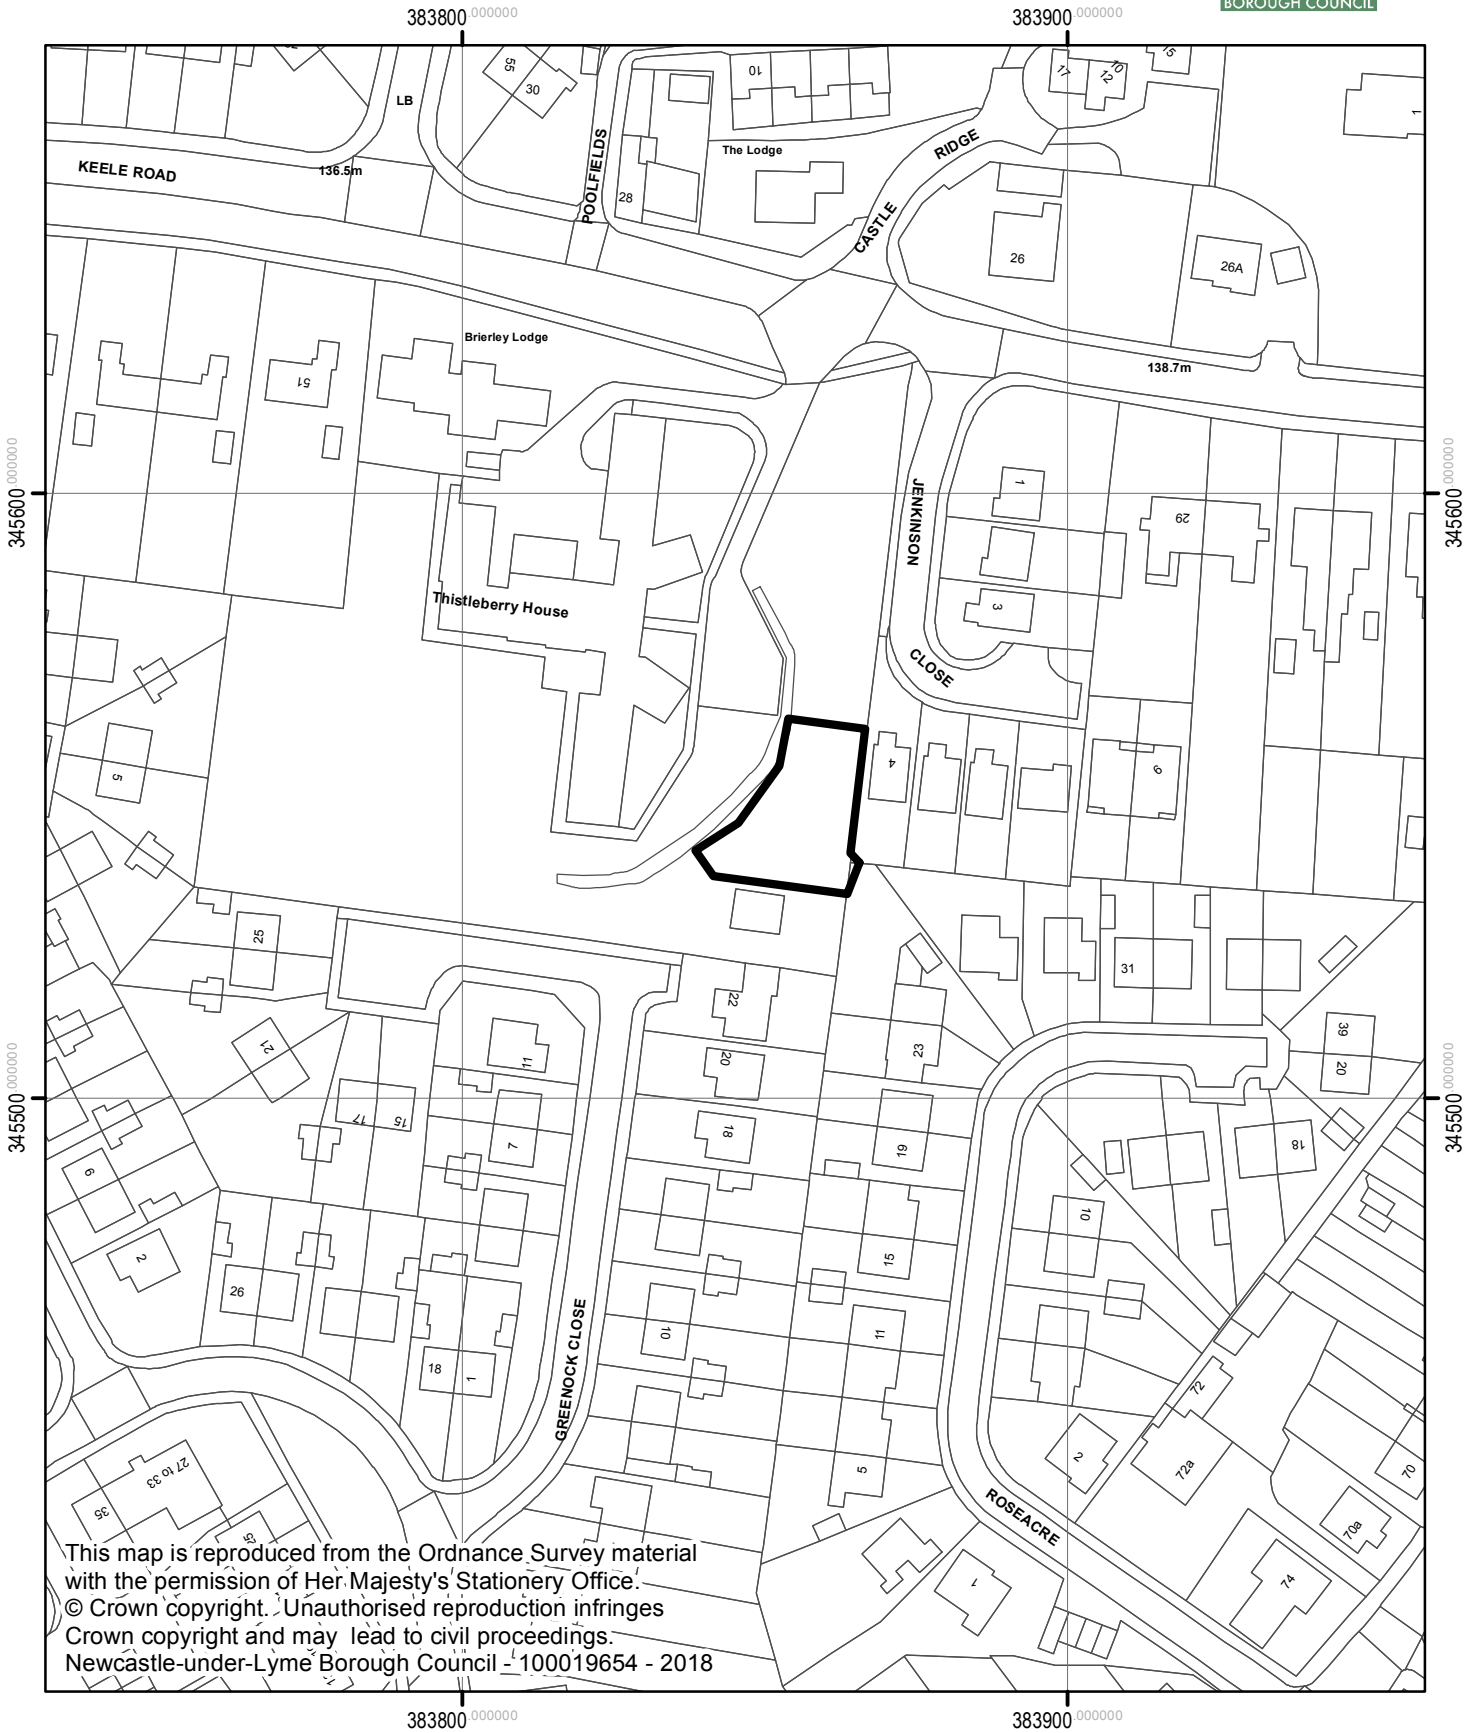 BOROUGH COUNCIL
383800.000000
383900.000000
55
30
LB
10
17
10
12
15
1
KEELE ROAD
136.5m
POOLFIELDS
The Lodge
RIDGE
28
CASTLE
26
26A
Brierley Lodge
138.7m
51
345600.000000
345600.000000
JENKINSON
1
29
Thistleberry House
3
CLOSE
5
4
9
25
31
22
21
11
20
23
39
20
345500.000000
345500.000000
17
15
7
18
19
18
6
2
10
26
15
10
11
18
1
GREENOCK CLOSE
72
5
2
72a
70
27 to 33
35
ROSEACRE
70a
25
1
74
This map is reproduced from the Ordnance Survey material
with the permission of Her Majesty's Stationery Office.
© Crown copyright. Unauthorised reproduction infringes
Crown copyright and may lead to civil proceedings.
Newcastle-under-Lyme Borough Council - 100019654 - 2018
383800.000000
383900.000000